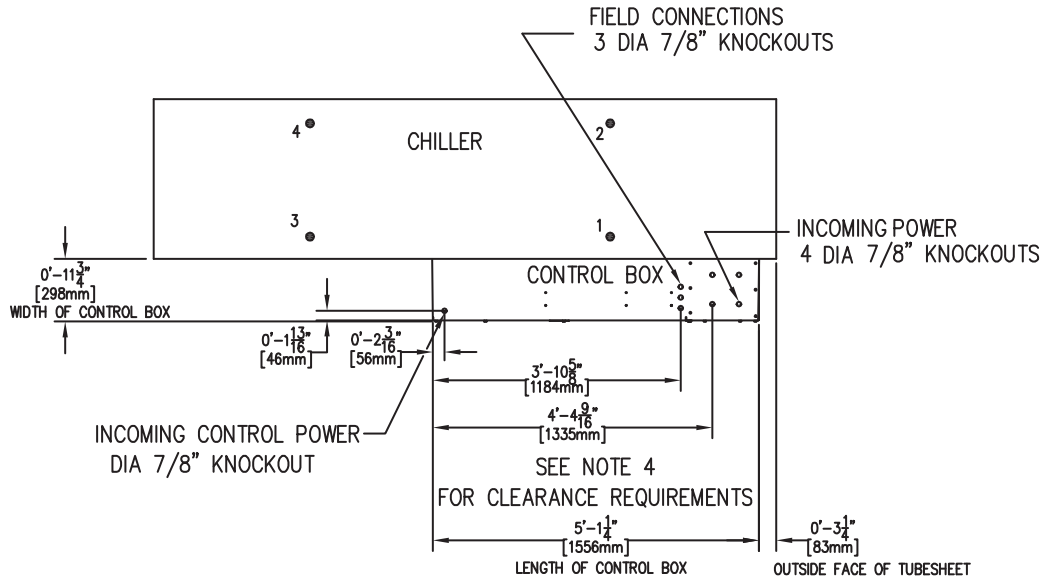 FIELD CONNECTIONS
3 DIA 7/8” KNOCKOUTS
4
2
CHILLER
3
1
INCOMING POWER
4 DIA 7/8” KNOCKOUTS
CONTROL BOX
0’-11 3/4”
[298mm]
WIDTH OF CONTROL BOX
0’-1 13/16”
[46mm]
0’-2 3/16”
[56mm]
3’-10 5/8”
[1184mm]
4’-4 9/16”
[1335mm]
INCOMING CONTROL POWER
DIA 7/8” KNOCKOUT
SEE NOTE 4
FOR CLEARANCE REQUIREMENTS
5’-1 1/4”
[1556mm]
LENGTH OF CONTROL BOX
0’-3 1/4”
[83mm]
OUTSIDE FACE OF TUBESHEET